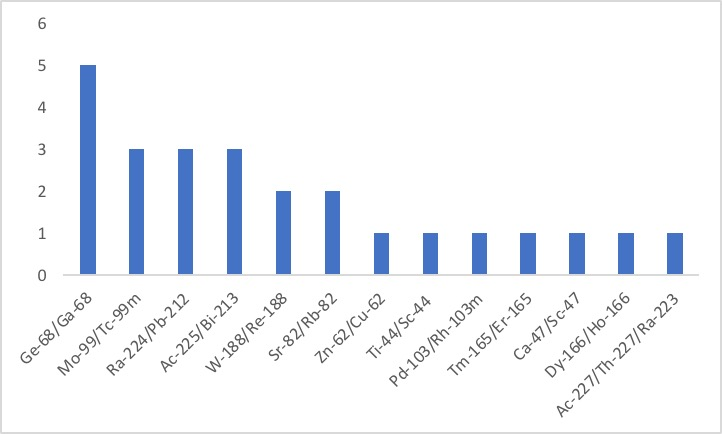 6
5
4
3
2
1
0
Ge-68/Ga-68
Mo-99/Tc-99m
Ra-224/Pb-212
Ac-225/Bi-213
W-188/Re-188
Sr-82/Rb-82
Zn-62/Cu-62
Ti-44/Sc-44
Pd-103/Rh-103m
Tm-165/Er-165
Ca-47/Sc-47
Dy-166/Ho-166
Ac-227/Th-227/Ra-223